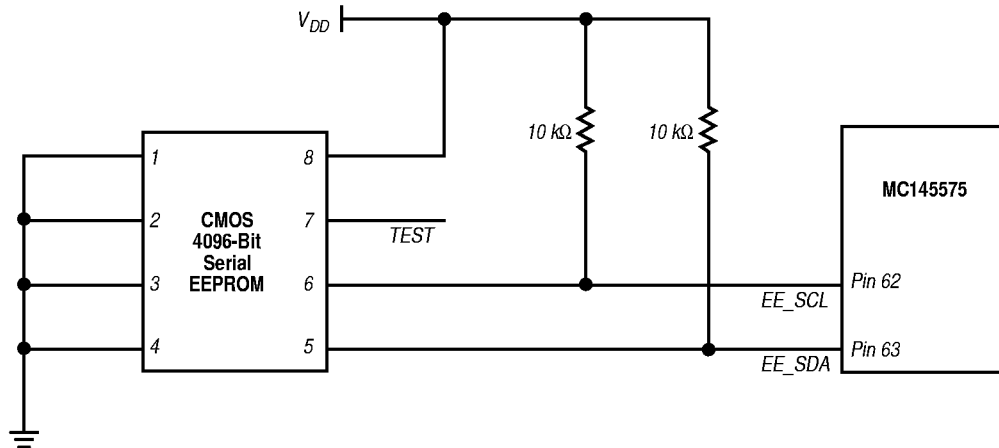 VDD
10 kΩ
10 kΩ
MC145575
1
8
CMOS
4096-Bit
Serial
EEPROM
2
7
TEST
3
6
EE_SCL
Pin 62
4
5
EE_SDA
Pin 63